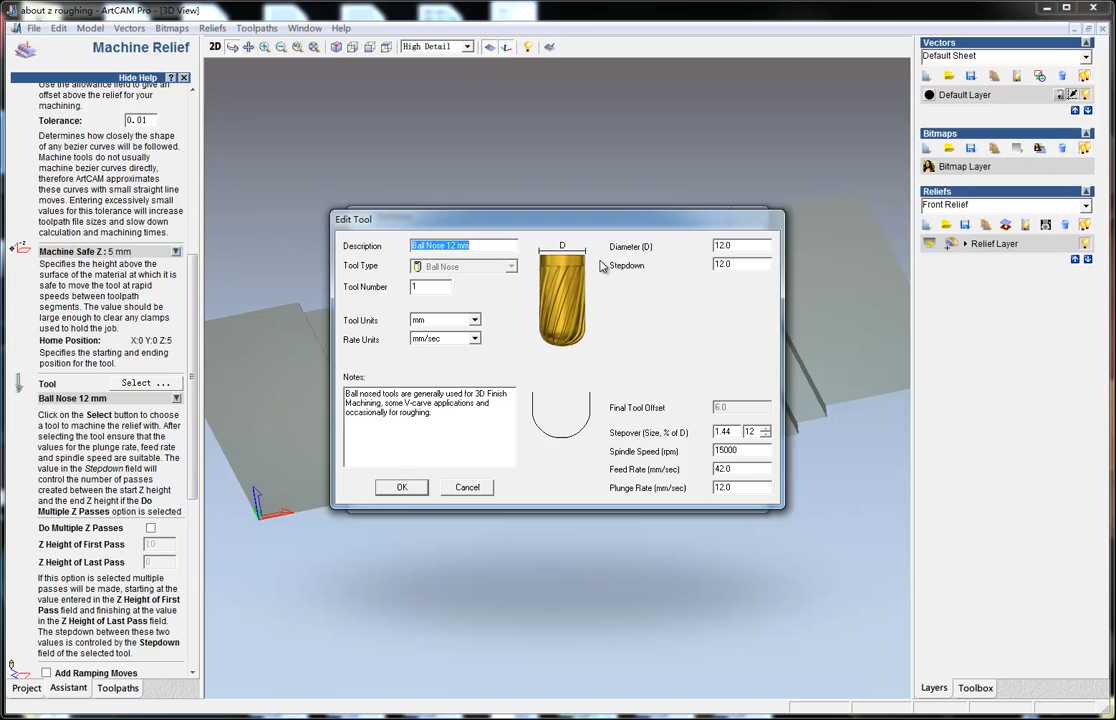 about z roughing - ArtCAM Pro - [3D View]
File Edit Model Vectors Bitmaps Reliefs Toolpaths Window Help
Machine Relief
2D
High Detail
Hide Help ?
Use the allowance field to give an
offset above the relief for your
machining.
Tolerance: 0.01
Determines how closely the shape
of any bezier curves will be followed.
Machine tools do not usually
machine bezier curves directly,
therefore ArtCAM approximates
these curves with small straight line
moves. Entering excessively small
values for this tolerance will increase
toolpath file sizes and slow down
calculation and machining times.
Machine Safe Z : 5 mm
Specifies the height above the
surface of the material at which it is
safe to move the tool at rapid
speeds between toolpath
segments. The value should be
large enough to clear any clamps
used to hold the job.
Home Position: X:0 Y:0 Z:5
Specifies the starting and ending
position for the tool.
Tool Select ...
Ball Nose 12 mm
Click on the Select button to choose
a tool to machine the relief with. After
selecting the tool ensure that the
values for the plunge rate, feed rate
and spindle speed are suitable. The
value in the Stepdown field will
control the number of passes
created between the start Z height
and the end Z height if the Do
Multiple Z Passes option is selected
Do Multiple Z Passes
Z Height of First Pass 10
Z Height of Last Pass 0
If this option is selected multiple
passes will be made, starting at the
value entered in the Z Height of First
Pass field and finishing at the value
in the Z Height of Last Pass field.
The stepdown between these two
values is controled by the Stepdown
field of the selected tool.
Add Ramping Moves
Project Assistant Toolpaths
Edit Tool
Description Ball Nose 12 mm
Tool Type Ball Nose
Tool Number 1
Tool Units mm
Rate Units mm/sec
Notes:
Ball nosed tools are generally used for 3D Finish
Machining, some V-carve applications and
occasionally for roughing.
OK Cancel
D
Diameter (D) 12.0
Stepdown 12.0
Final Tool Offset 6.0
Stepover (Size, % of D) 1.44 12
Spindle Speed (rpm) 15000
Feed Rate (mm/sec) 42.0
Plunge Rate (mm/sec) 12.0
Vectors
Default Sheet
Default Layer
Bitmaps
Bitmap Layer
Reliefs
Front Relief
Relief Layer
Layers Toolbox